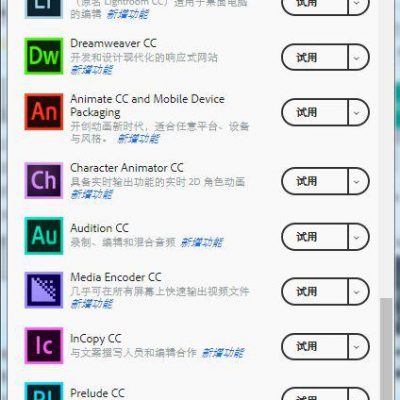 Lr
（原名 Lightroom CC）适用于桌面电脑
的编辑 新增功能
试用
Dw
Dreamweaver CC
开发和设计现代化的响应式网站
新增功能
试用
An
Animate CC and Mobile Device
Packaging
开创动画新时代，适合任意平台、设备
与风格。 新增功能
试用
Ch
Character Animator CC
具备实时输出功能的实时 2D 角色动画
新增功能
试用
Au
Audition CC
录制、编辑和混合音频 新增功能
试用
Media Encoder CC
几乎可在所有屏幕上快速输出视频文件
新增功能
试用
Ic
InCopy CC
与文案撰写人员和编辑合作 新增功能
试用
Pl
Prelude CC
试用